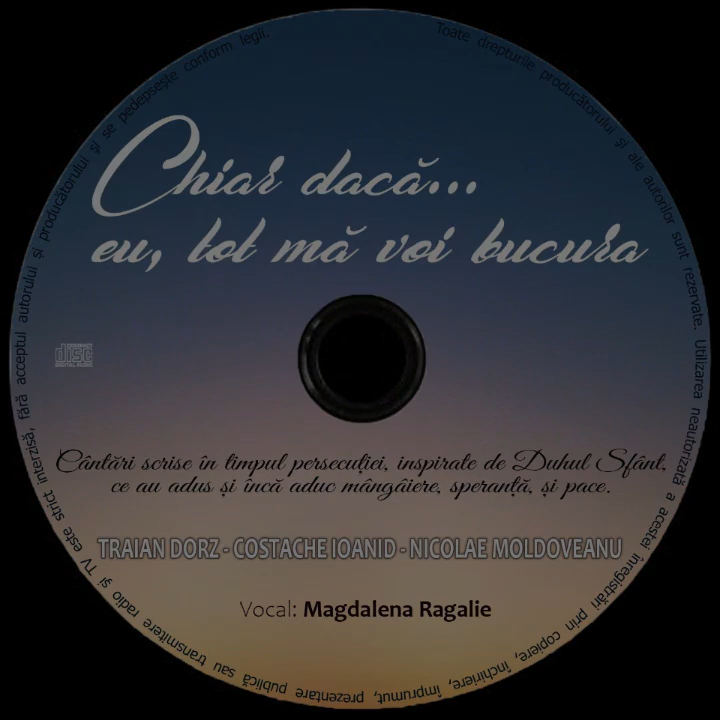 Chiar dacă...
eu, tot mă voi bucura
COMPACT
disc
DIGITAL AUDIO
Cântări scrise în timpul persecuției, inspirate de Duhul Sfânt,
ce au adus și încă aduc mângâiere, speranță, și pace.
TRAIAN DORZ - COSTACHE IOANID - NICOLAE MOLDOVEANU
Vocal: Magdalena Ragalie
Toate drepturile producătorului și ale autorilor sunt rezervate. Utilizarea neautorizată a acestei înregistrări prin copiere, închiriere, împrumut, prezentare publică sau transmitere radio și TV este strict interzisă, fără acceptul autorului și producătorului și se pedepsește conform legii.